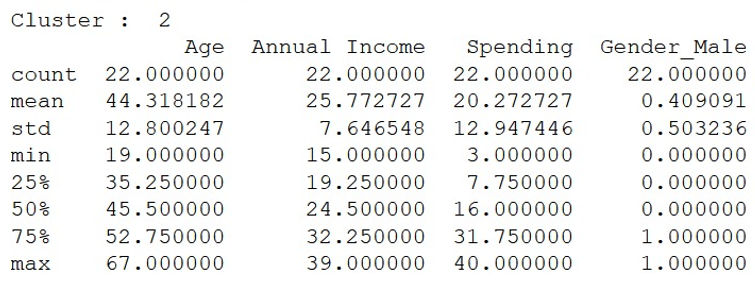 Cluster :  2
Age  Annual Income  Spending  Gender_Male
count  22.000000  22.000000  22.000000  22.000000
mean  44.318182  25.772727  20.272727  0.409091
std  12.800247  7.646548  12.947446  0.503236
min  19.000000  15.000000  3.000000  0.000000
25%  35.250000  19.250000  7.750000  0.000000
50%  45.500000  24.500000  16.000000  0.000000
75%  52.750000  32.250000  31.750000  1.000000
max  67.000000  39.000000  40.000000  1.000000